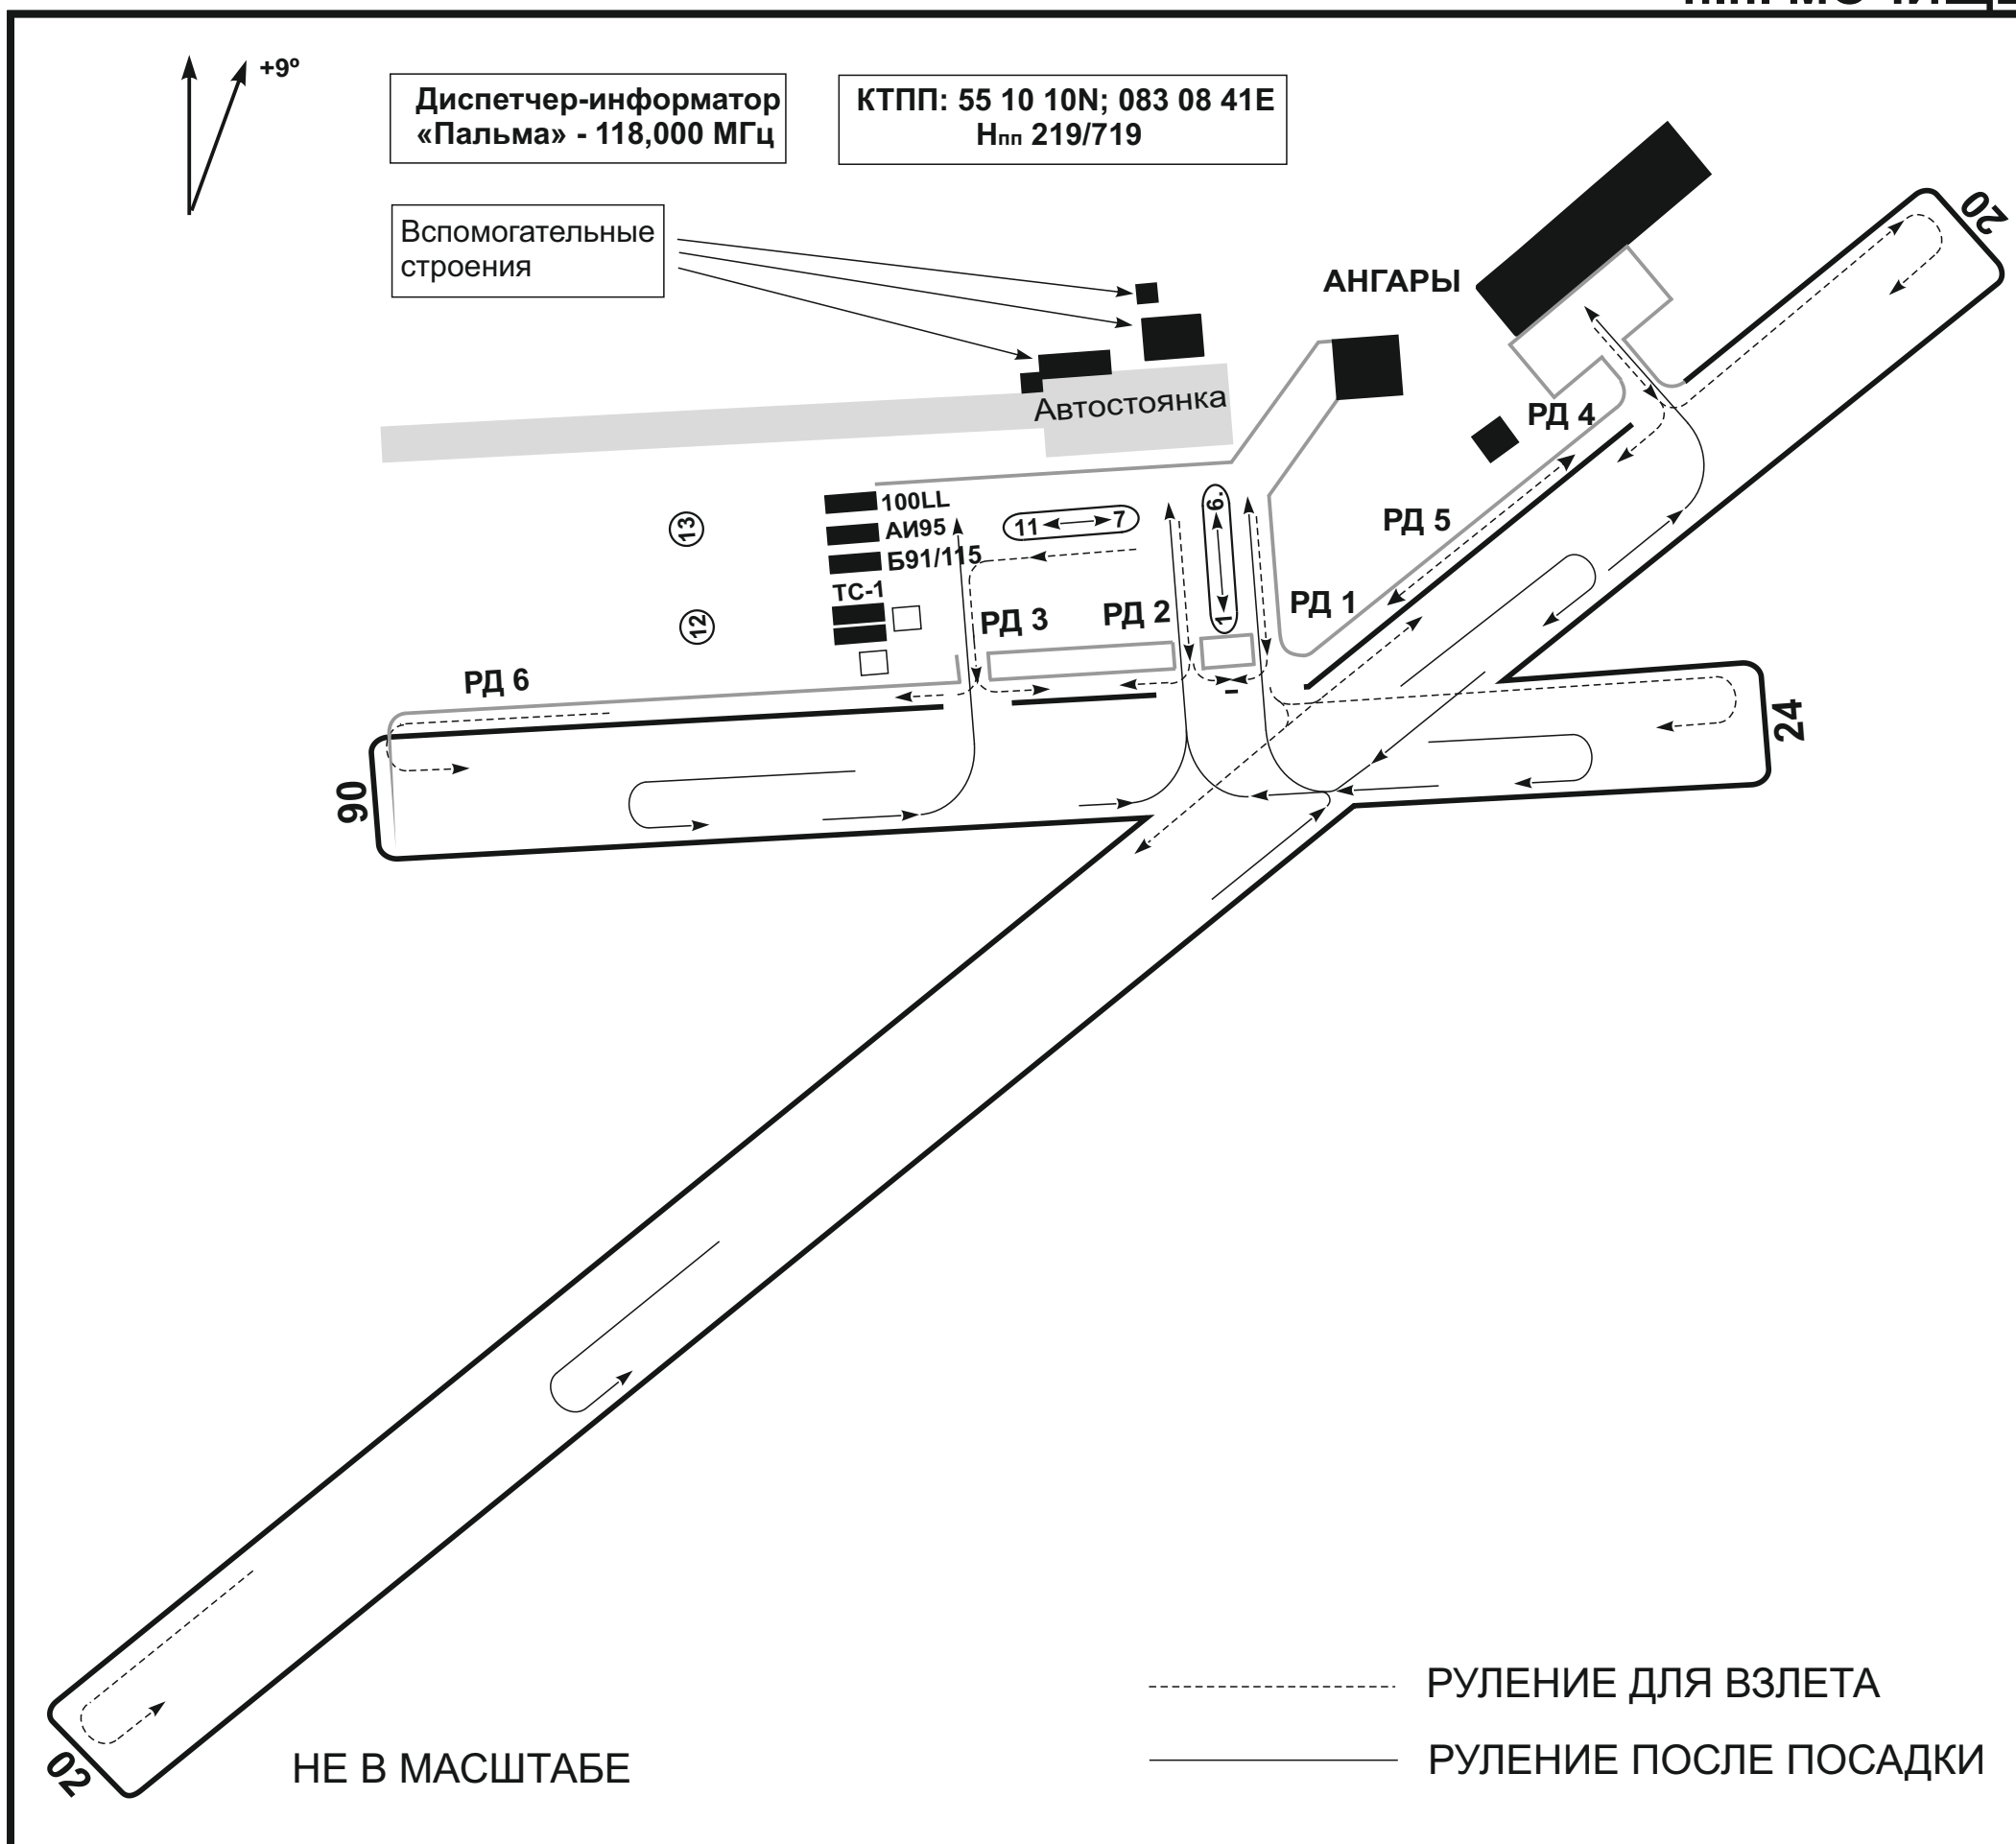 +9º
Диспетчер-информатор
«Пальма» - 118,000 МГц
КТПП: 55 10 10N; 083 08 41E
Нпп 219/719
Вспомогательные
строения
АНГАРЫ
20
Автостоянка
РД 4
100LL
АИ95
Б91/115
ТС-1
13
12
11
7
6.
1
РД 5
РД 1
РД 2
РД 3
РД 6
24
06
02
РУЛЕНИЕ ДЛЯ ВЗЛЕТА
РУЛЕНИЕ ПОСЛЕ ПОСАДКИ
НЕ В МАСШТАБЕ